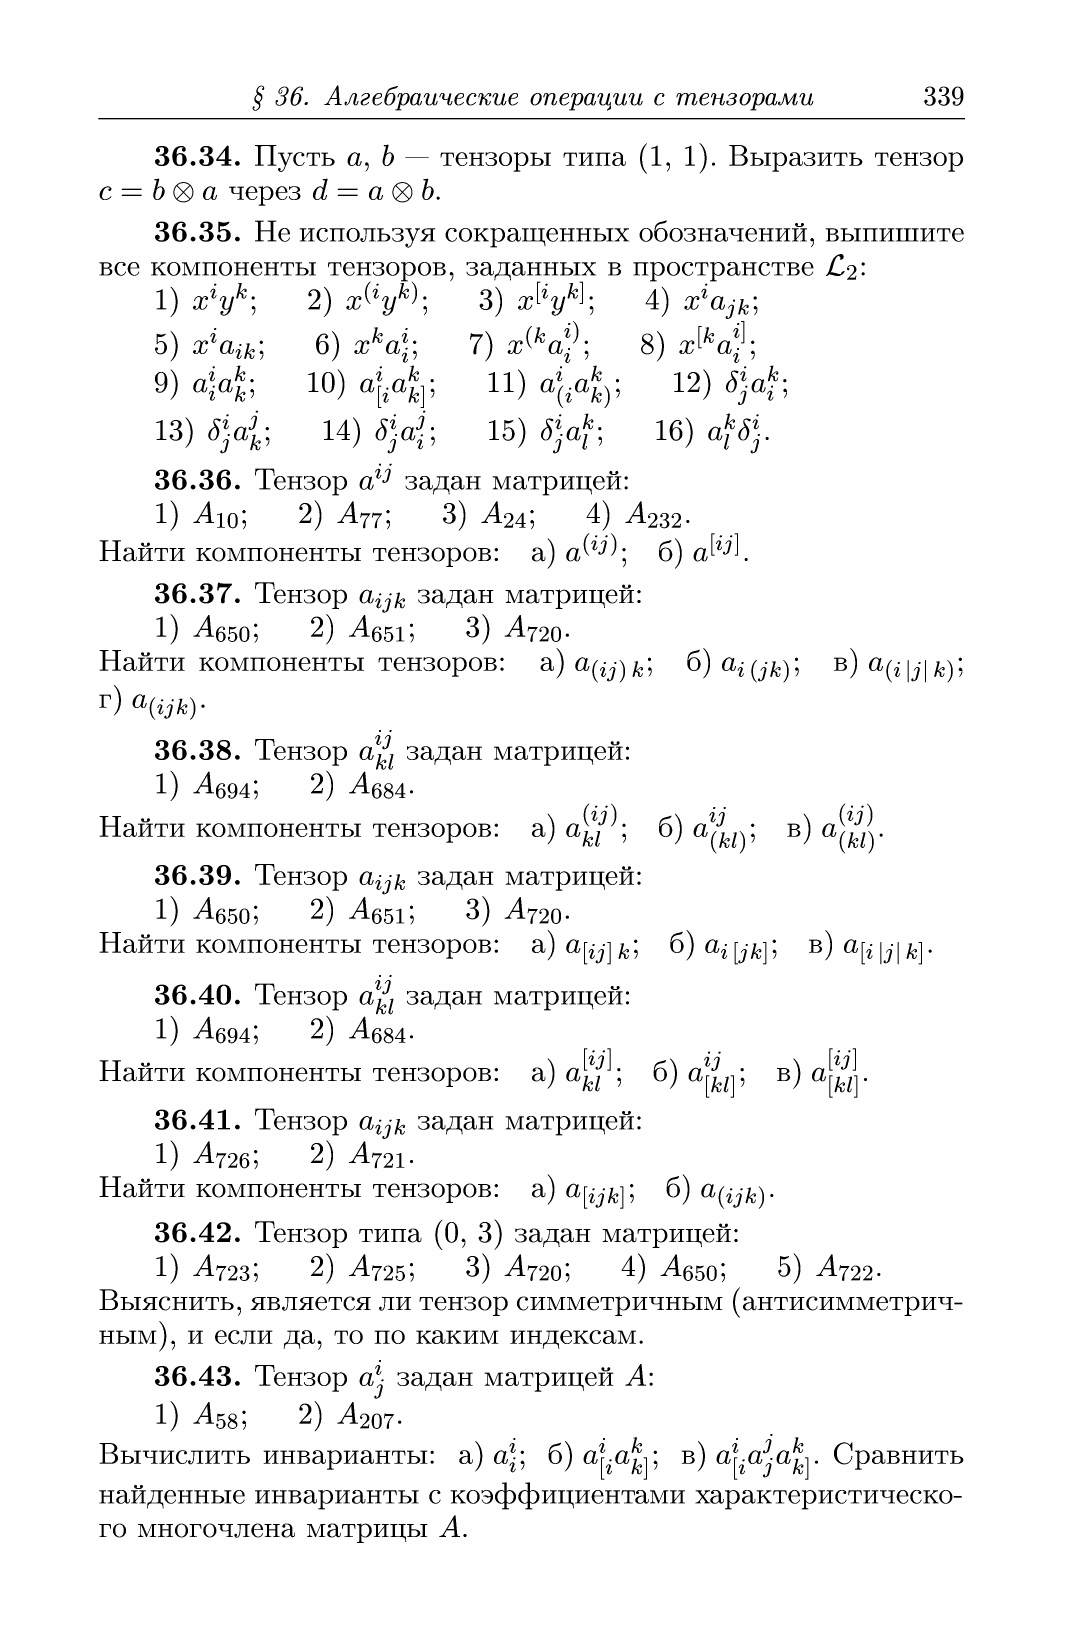 § 36. Алгебраические операции с тензорами 339
36.34. Пусть a, b — тензоры типа (1, 1). Выразить тензор
c = b ⊗ a через d = a ⊗ b.
36.35. Не используя сокращенных обозначений, выпишите
все компоненты тензоров, заданных в пространстве $\mathcal{L}_2$:
1) $x^i y^k$; 2) $x^{(i} y^{k)}$; 3) $x^{[i} y^{k]}$; 4) $x^i a_{jk}$;
5) $x^i a_{ik}$; 6) $x^k a^i_i$; 7) $x^{(k} a^{i)}_i$; 8) $x^{[k} a^{i]}_i$;
9) $a^i_i a^k_k$; 10) $a^i_{[i} a^k_{k]}$; 11) $a^i_{(i} a^k_{k)}$; 12) $\delta^i_j a^k_i$;
13) $\delta^i_j a^j_k$; 14) $\delta^i_j a^j_i$; 15) $\delta^i_j a^k_l$; 16) $a^k_l \delta^i_j$.
36.36. Тензор $a^{ij}$ задан матрицей:
1) $A_{10}$; 2) $A_{77}$; 3) $A_{24}$; 4) $A_{232}$.
Найти компоненты тензоров: а) $a^{(ij)}$; б) $a^{[ij]}$.
36.37. Тензор $a_{ijk}$ задан матрицей:
1) $A_{650}$; 2) $A_{651}$; 3) $A_{720}$.
Найти компоненты тензоров: а) $a_{(ij)\,k}$; б) $a_{i\,(jk)}$; в) $a_{(i\,|j|\,k)}$;
г) $a_{(ijk)}$.
36.38. Тензор $a^{ij}_{kl}$ задан матрицей:
1) $A_{694}$; 2) $A_{684}$.
Найти компоненты тензоров: а) $a^{(ij)}_{kl}$; б) $a^{ij}_{(kl)}$; в) $a^{(ij)}_{(kl)}$.
36.39. Тензор $a_{ijk}$ задан матрицей:
1) $A_{650}$; 2) $A_{651}$; 3) $A_{720}$.
Найти компоненты тензоров: а) $a_{[ij]\,k}$; б) $a_{i\,[jk]}$; в) $a_{[i\,|j|\,k]}$.
36.40. Тензор $a^{ij}_{kl}$ задан матрицей:
1) $A_{694}$; 2) $A_{684}$.
Найти компоненты тензоров: а) $a^{[ij]}_{kl}$; б) $a^{ij}_{[kl]}$; в) $a^{[ij]}_{[kl]}$.
36.41. Тензор $a_{ijk}$ задан матрицей:
1) $A_{726}$; 2) $A_{721}$.
Найти компоненты тензоров: а) $a_{[ijk]}$; б) $a_{(ijk)}$.
36.42. Тензор типа (0, 3) задан матрицей:
1) $A_{723}$; 2) $A_{725}$; 3) $A_{720}$; 4) $A_{650}$; 5) $A_{722}$.
Выяснить, является ли тензор симметричным (антисимметрич-
ным), и если да, то по каким индексам.
36.43. Тензор $a^i_j$ задан матрицей $A$:
1) $A_{58}$; 2) $A_{207}$.
Вычислить инварианты: а) $a^i_i$; б) $a^i_{[i} a^k_{k]}$; в) $a^i_{[i} a^j_j a^k_{k]}$. Сравнить
найденные инварианты с коэффициентами характеристическо-
го многочлена матрицы $A$.